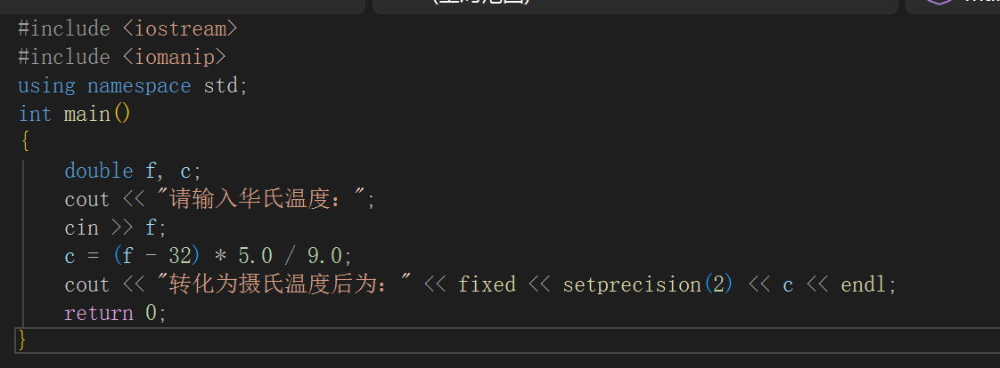 #include <iostream>
#include <iomanip>
using namespace std;
int main()
{
    double f, c;
    cout << "请输入华氏温度：";
    cin >> f;
    c = (f - 32) * 5.0 / 9.0;
    cout << "转化为摄氏温度后为：" << fixed << setprecision(2) << c << endl;
    return 0;
}